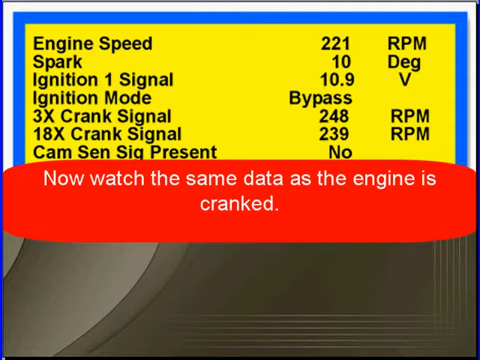 Engine Speed 221 RPM
Spark 10 Deg
Ignition 1 Signal 10.9 V
Ignition Mode Bypass
3X Crank Signal 248 RPM
18X Crank Signal 239 RPM
Cam Sen Sig Present No
Now watch the same data as the engine is
cranked.